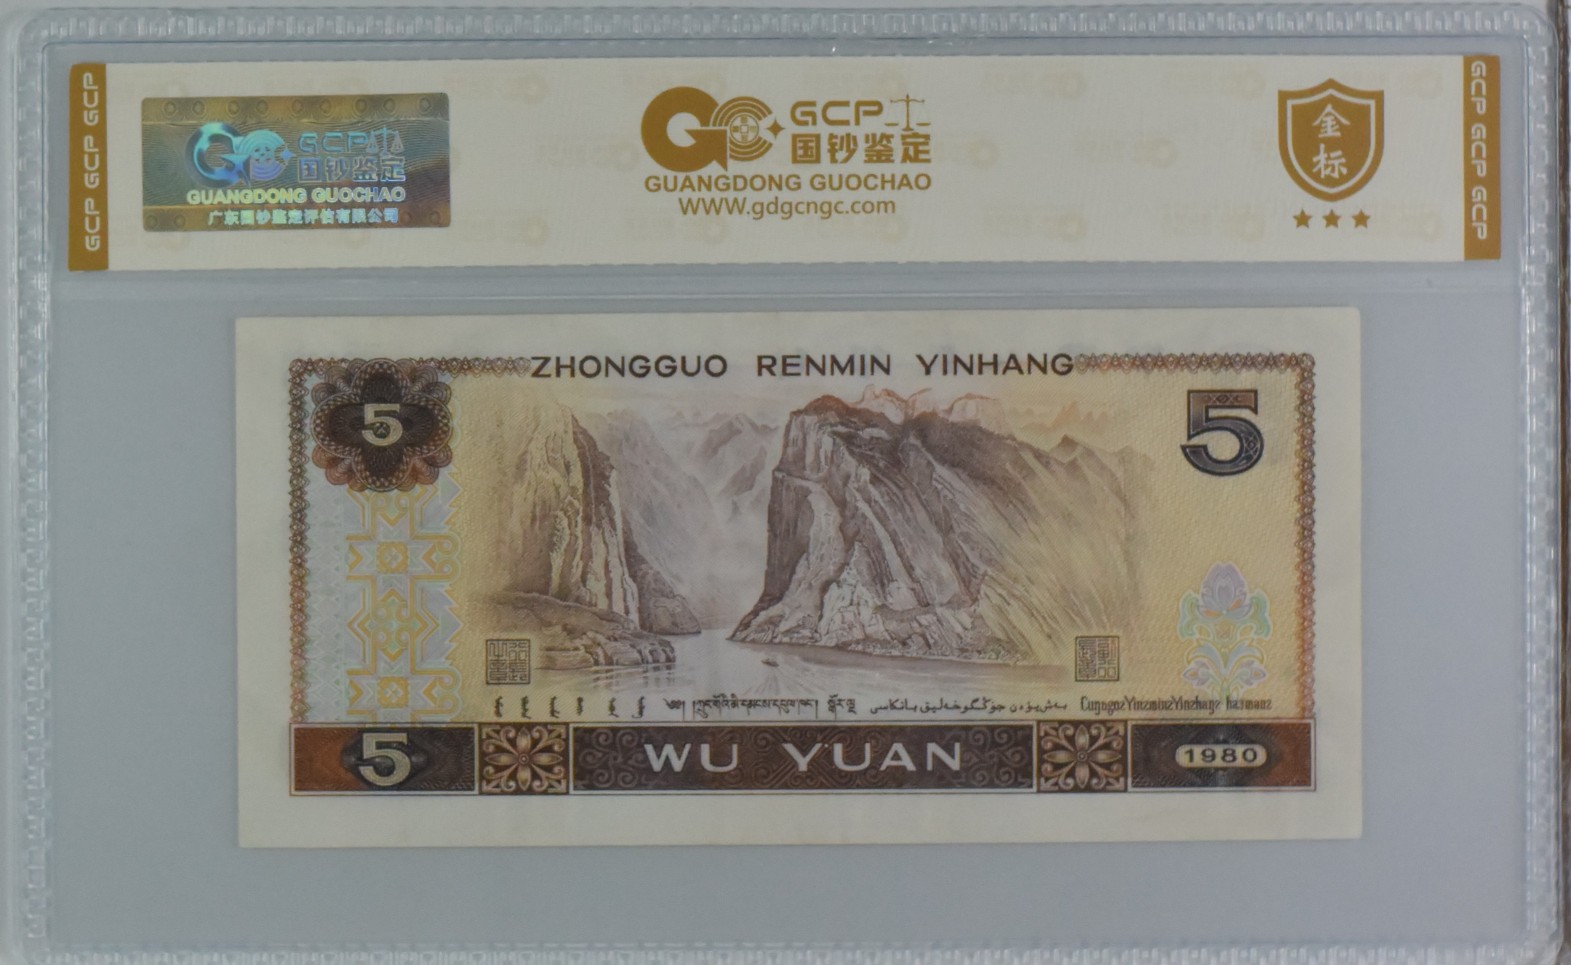 GCP GCP GCP
GCP
国钞鉴定
GUANGDONG GUOCHAO
广东国钞鉴定评估有限公司
GCP
国钞鉴定
GUANGDONG GUOCHAO
WWW.gdgcngc.com
金标
GCP GCP GCP
ZHONGGUO RENMIN YINHANG
5
5
5
WU YUAN
1980